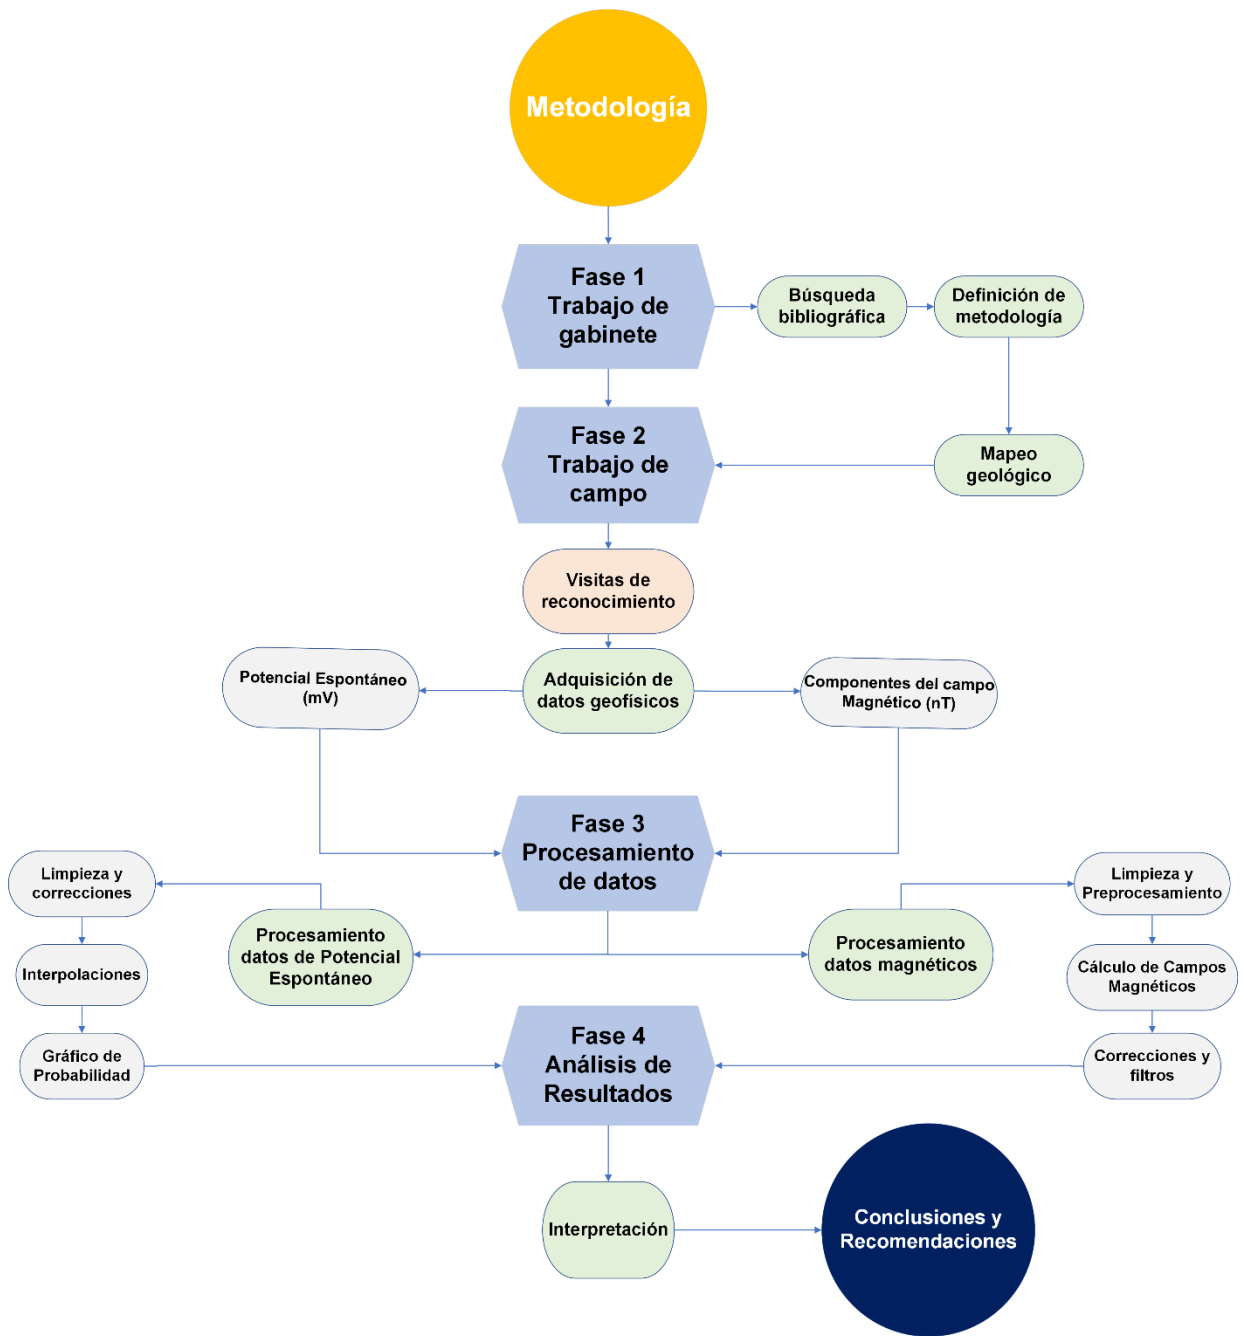 Metodología
Fase 1
Trabajo de
gabinete
Búsqueda
bibliográfica
Definición de
metodología
Fase 2
Trabajo de
campo
Mapeo
geológico
Visitas de
reconocimiento
Potencial Espontáneo
(mV)
Adquisición de
datos geofísicos
Componentes del campo
Magnético (nT)
Fase 3
Procesamiento
de datos
Limpieza y
correcciones
Limpieza y
Preprocesamiento
Procesamiento
datos de Potencial
Espontáneo
Procesamiento
datos magnéticos
Interpolaciones
Cálculo de Campos
Magnéticos
Gráfico de
Probabilidad
Fase 4
Análisis de
Resultados
Correcciones y
filtros
Interpretación
Conclusiones y
Recomendaciones